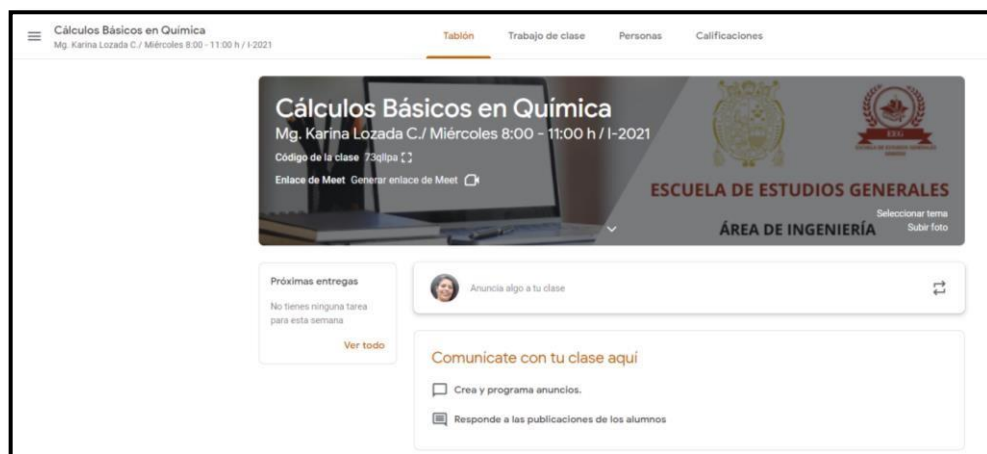 Cálculos Básicos en Química
Mg. Karina Lozada C./ Miércoles 8:00 - 11:00 h / I-2021
Tablón
Trabajo de clase
Personas
Calificaciones
Cálculos Básicos en Química
Mg. Karina Lozada C./ Miércoles 8:00 - 11:00 h / I-2021
Código de la clase 73qllpa
Enlace de Meet Generar enlace de Meet
EEG
ESCUELA DE ESTUDIOS GENERALES
ÁREA DE INGENIERÍA
Seleccionar tema
Subir foto
Próximas entregas
No tienes ninguna tarea
para esta semana
Ver todo
Anuncia algo a tu clase
Comunícate con tu clase aquí
Crea y programa anuncios.
Responde a las publicaciones de los alumnos